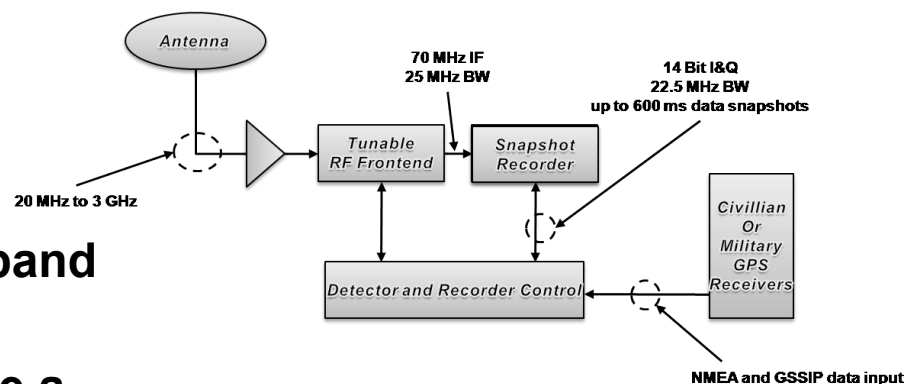 Antenna
70 MHz IF
25 MHz BW
14 Bit I&Q
22.5 MHz BW
up to 600 ms data snapshots
Tunable
RF Frontend
Snapshot
Recorder
20 MHz to 3 GHz
Civillian
Or
Military
GPS
Receivers
Detector and Recorder Control
NMEA and GSSIP data input